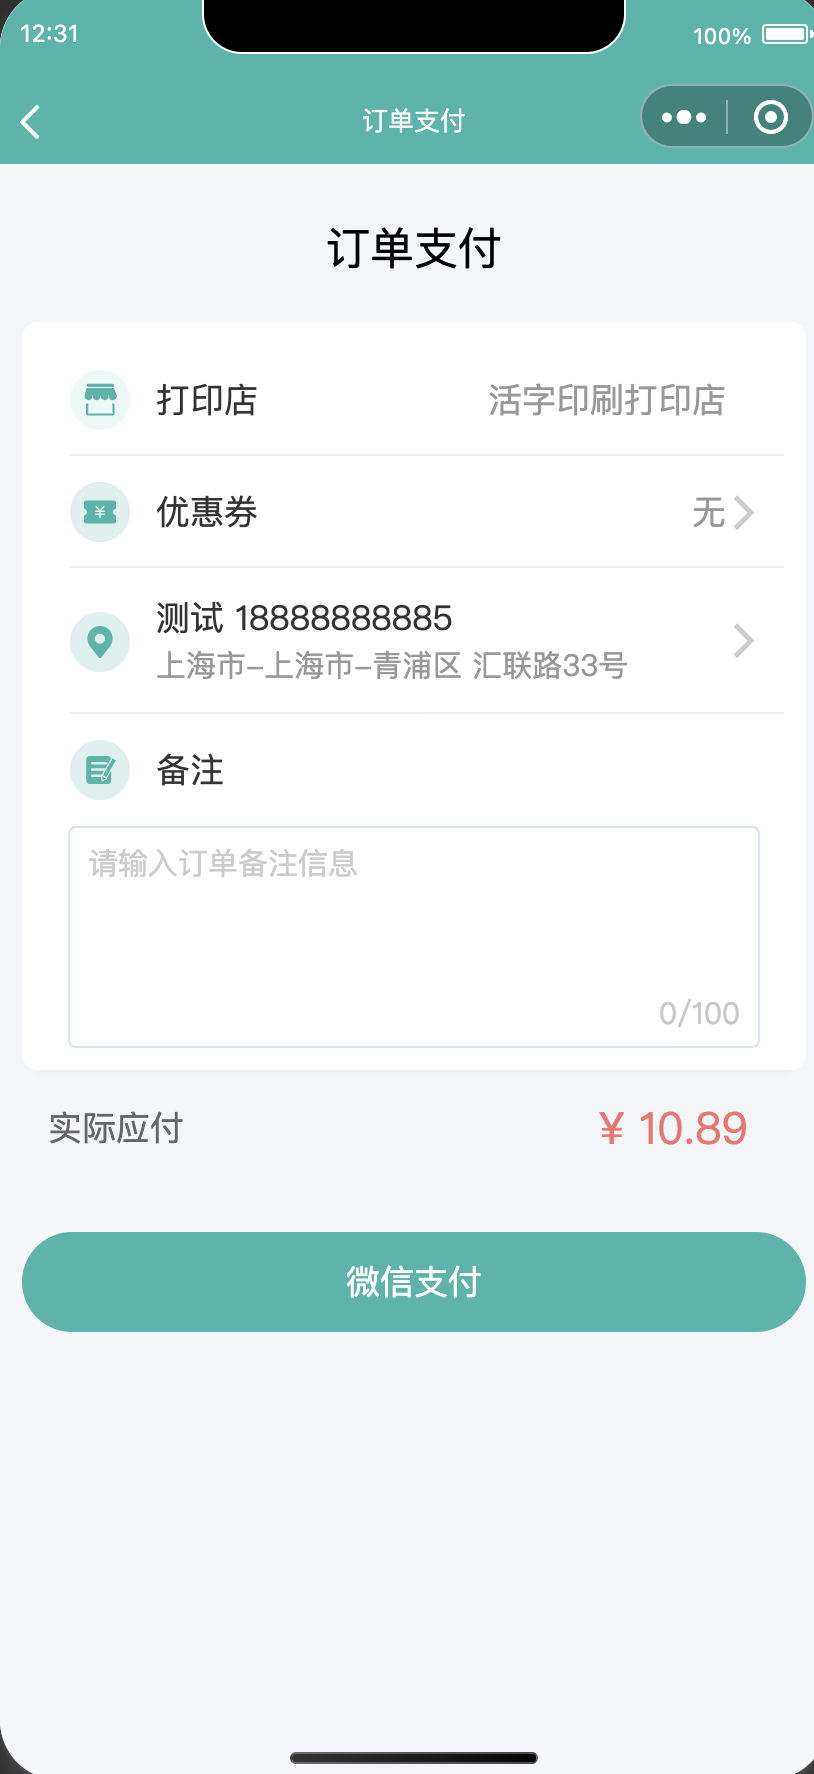 12:31
100%
订单支付
订单支付
打印店
活字印刷打印店
¥
优惠券
无
测试 18888888885
上海市-上海市-青浦区 汇联路33号
备注
请输入订单备注信息
0/100
实际应付
¥ 10.89
微信支付